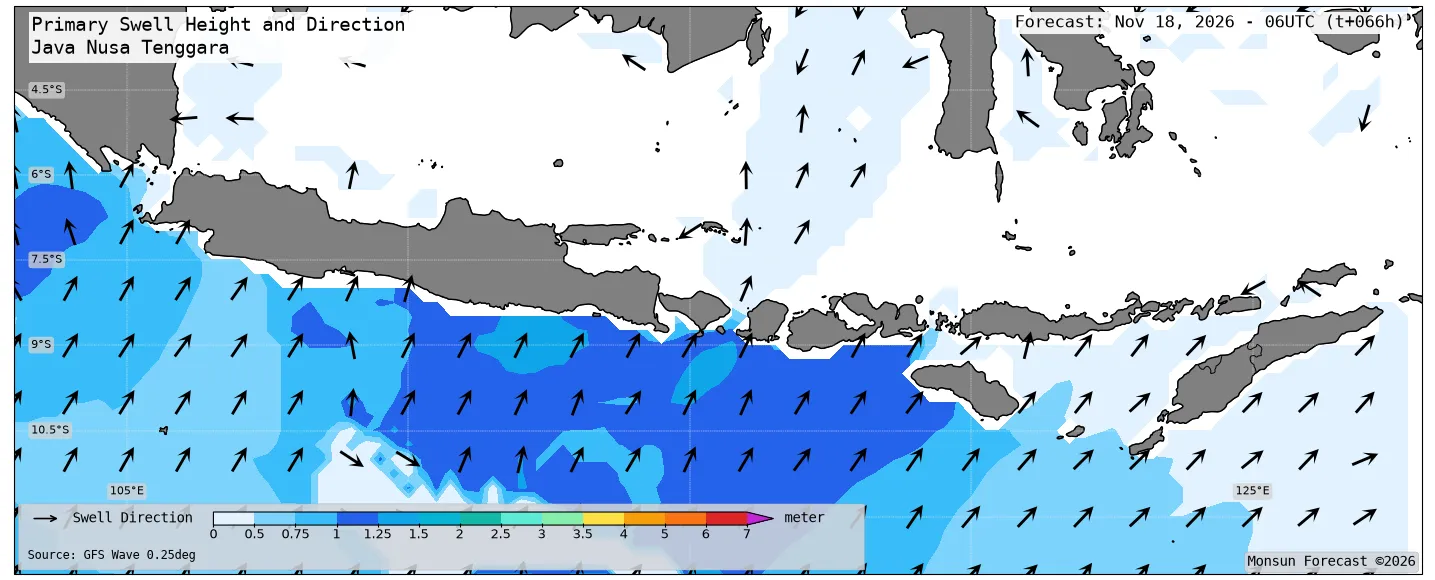 Primary Swell Height and Direction
Java Nusa Tenggara
Forecast: Nov 18, 2026 - 06UTC (t+066h)
4.5°S
6°S
7.5°S
9°S
10.5°S
105°E
125°E
Swell Direction
0 0.5 0.75 1 1.25 1.5 2 2.5 3 3.5 4 5 6 7
meter
Source: GFS Wave 0.25deg
Monsun Forecast ©2026